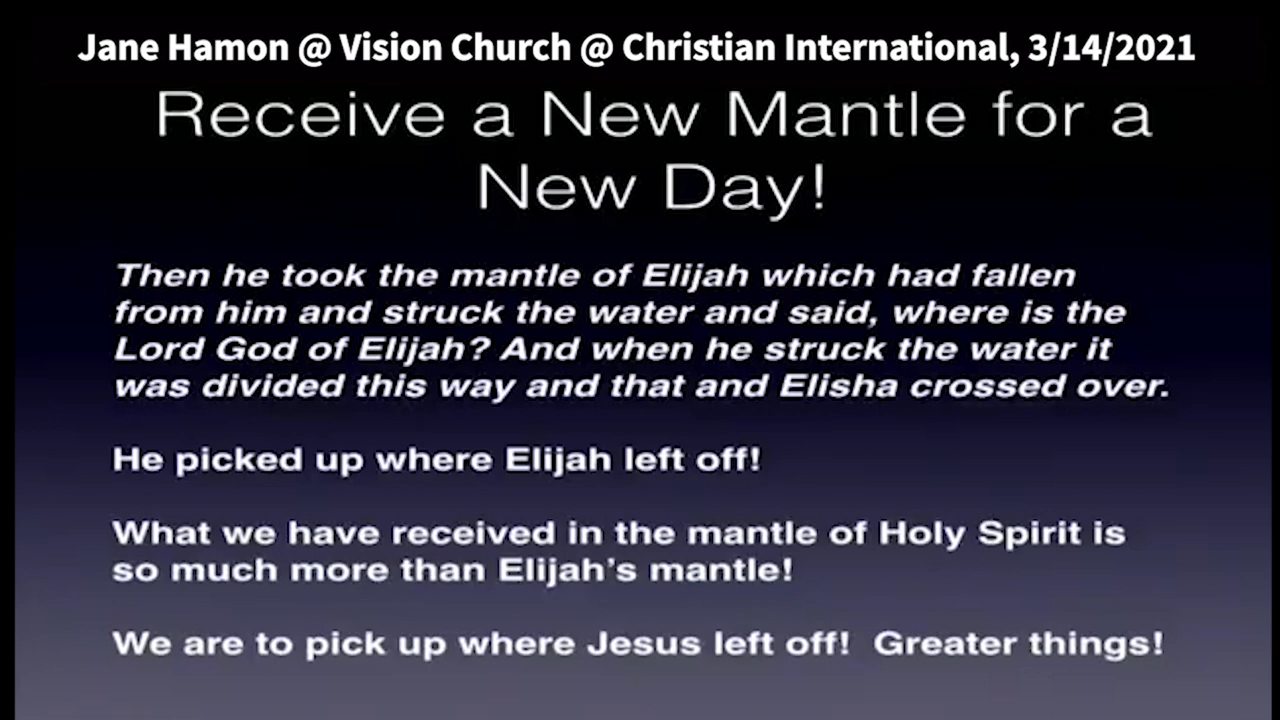 Jane Hamon @ Vision Church @ Christian International, 3/14/2021
Receive a New Mantle for a
New Day!
Then he took the mantle of Elijah which had fallen
from him and struck the water and said, where is the
Lord God of Elijah? And when he struck the water it
was divided this way and that and Elisha crossed over.
He picked up where Elijah left off!
What we have received in the mantle of Holy Spirit is
so much more than Elijah's mantle!
We are to pick up where Jesus left off!  Greater things!